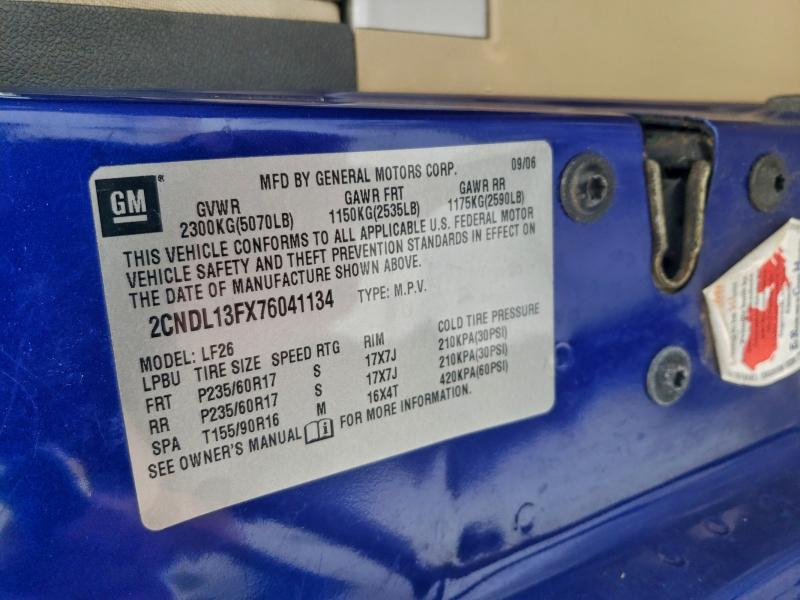 GM
MFD BY GENERAL MOTORS CORP. 09/06
GVWR GAWR FRT GAWR RR
2300KG(5070LB) 1150KG(2535LB) 1175KG(2590LB)
THIS VEHICLE CONFORMS TO ALL APPLICABLE U.S. FEDERAL MOTOR
VEHICLE SAFETY AND THEFT PREVENTION STANDARDS IN EFFECT ON
THE DATE OF MANUFACTURE SHOWN ABOVE.
2CNDL13FX76041134 TYPE: M.P.V.
MODEL: LF26
LPBU TIRE SIZE SPEED RTG RIM COLD TIRE PRESSURE
FRT P235/60R17 S 17X7J 210KPA(30PSI)
RR P235/60R17 S 17X7J 210KPA(30PSI)
SPA T155/90R16 M 16X4T 420KPA(60PSI)
SEE OWNER'S MANUAL FOR MORE INFORMATION.